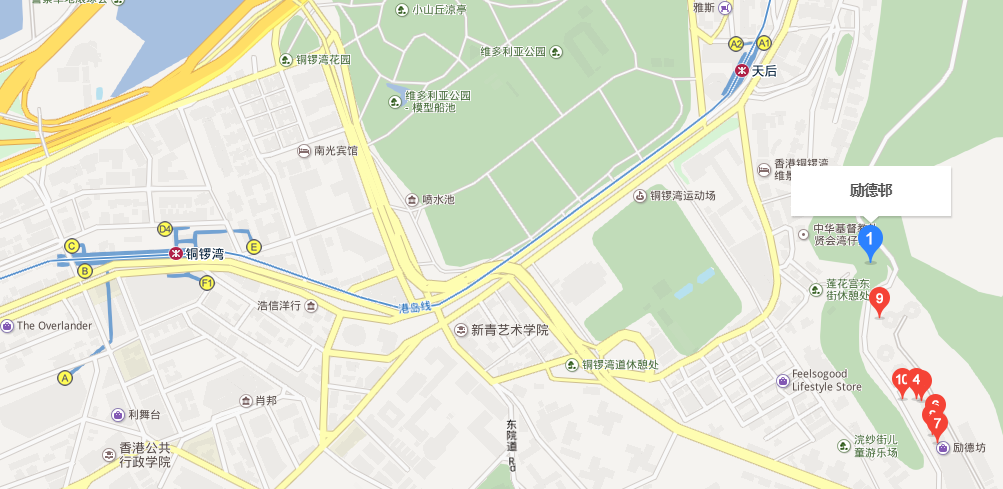 小山丘凉亭
雅斯
A2
A1
维多利亚公园
天后
铜锣湾花园
维多利亚公园
- 模型船池
南光宾馆
香港铜锣湾
维景
励德邨
喷水池
铜锣湾运动场
D4
中华基督教
贤会湾仔
1
C
E
铜锣湾
B
F1
莲花宫东
街休憩处
9
港岛线
浩信洋行
The Overlander
新青艺术学院
铜锣湾道休憩处
A
Feelsogood
Lifestyle Store
10
4
肖邦
利舞台
东院道 Rd
6
7
香港公共
行政学院
浣纱街儿
童游乐场
励德坊